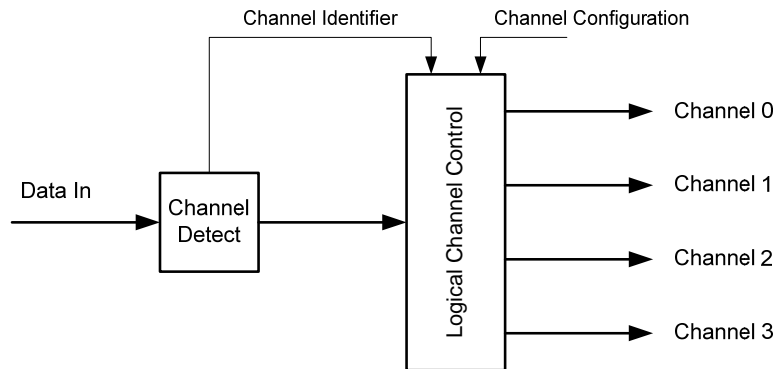 Channel Identifier
Channel Configuration
Data In
Channel
Detect
Logical Channel Control
Channel 0
Channel 1
Channel 2
Channel 3